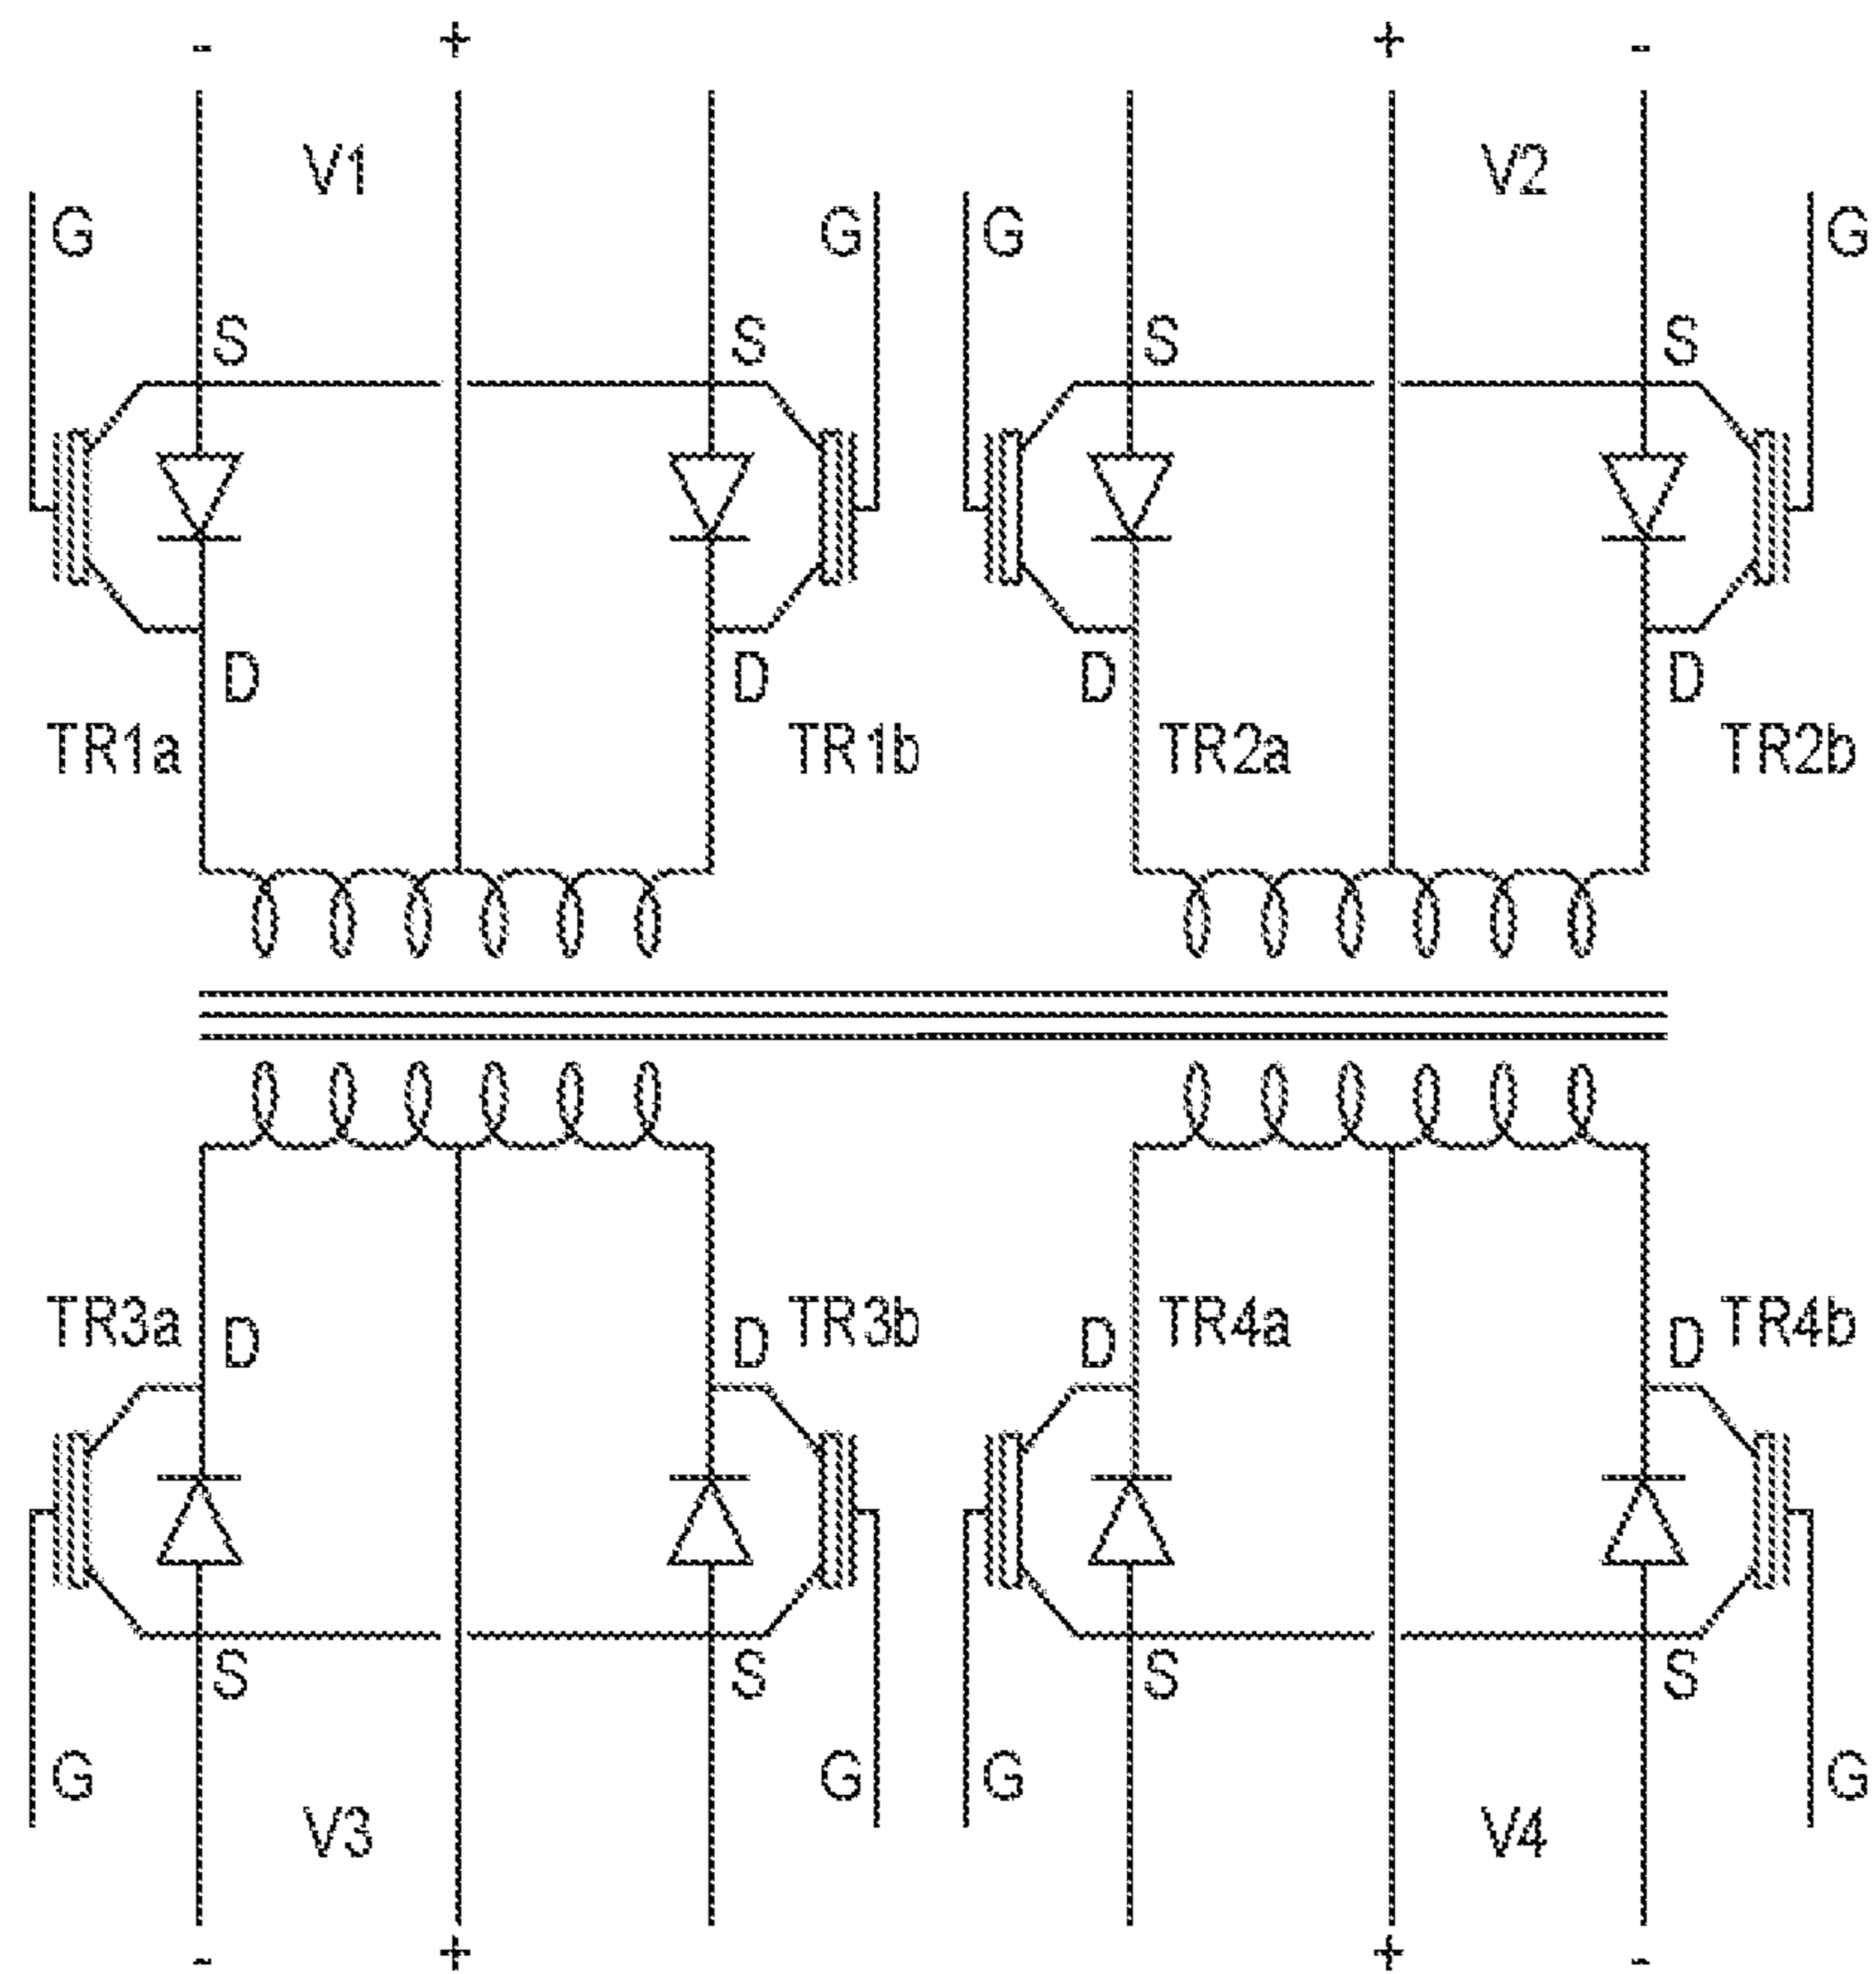 - + + -
V1 V2
G G G G
S S S S
D D D D
TR1a TR1b TR2a TR2b
TR3a D D TR3b D TR4a D TR4b
S S S S
G G G G
V3 V4
- + + -